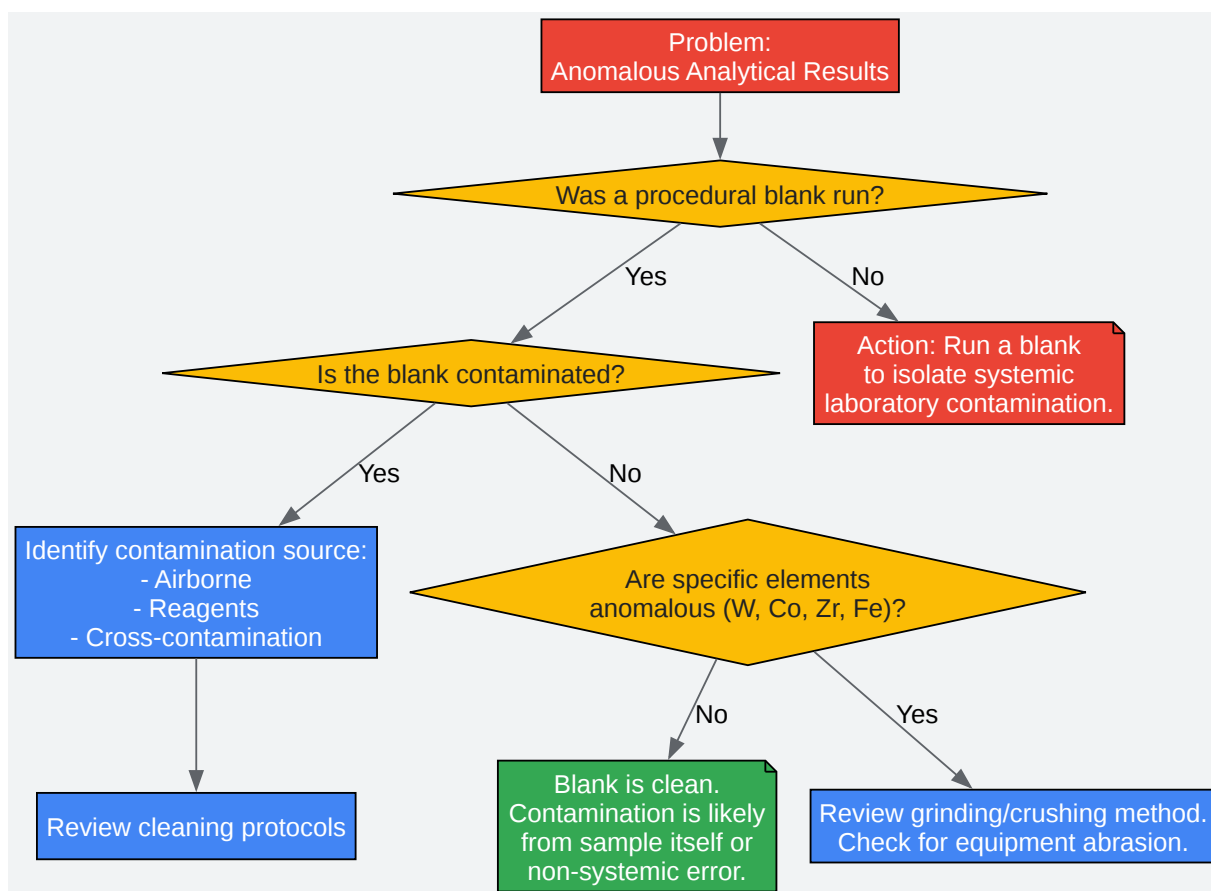 Problem:
Anomalous Analytical Results
Was a procedural blank run?
Yes
No
Action: Run a blank
to isolate systemic
laboratory contamination.
Is the blank contaminated?
Yes
No
Identify contamination source:
- Airborne
- Reagents
- Cross-contamination
Are specific elements
anomalous (W, Co, Zr, Fe)?
No
Yes
Review cleaning protocols
Blank is clean.
Contamination is likely
from sample itself or
non-systemic error.
Review grinding/crushing method.
Check for equipment abrasion.